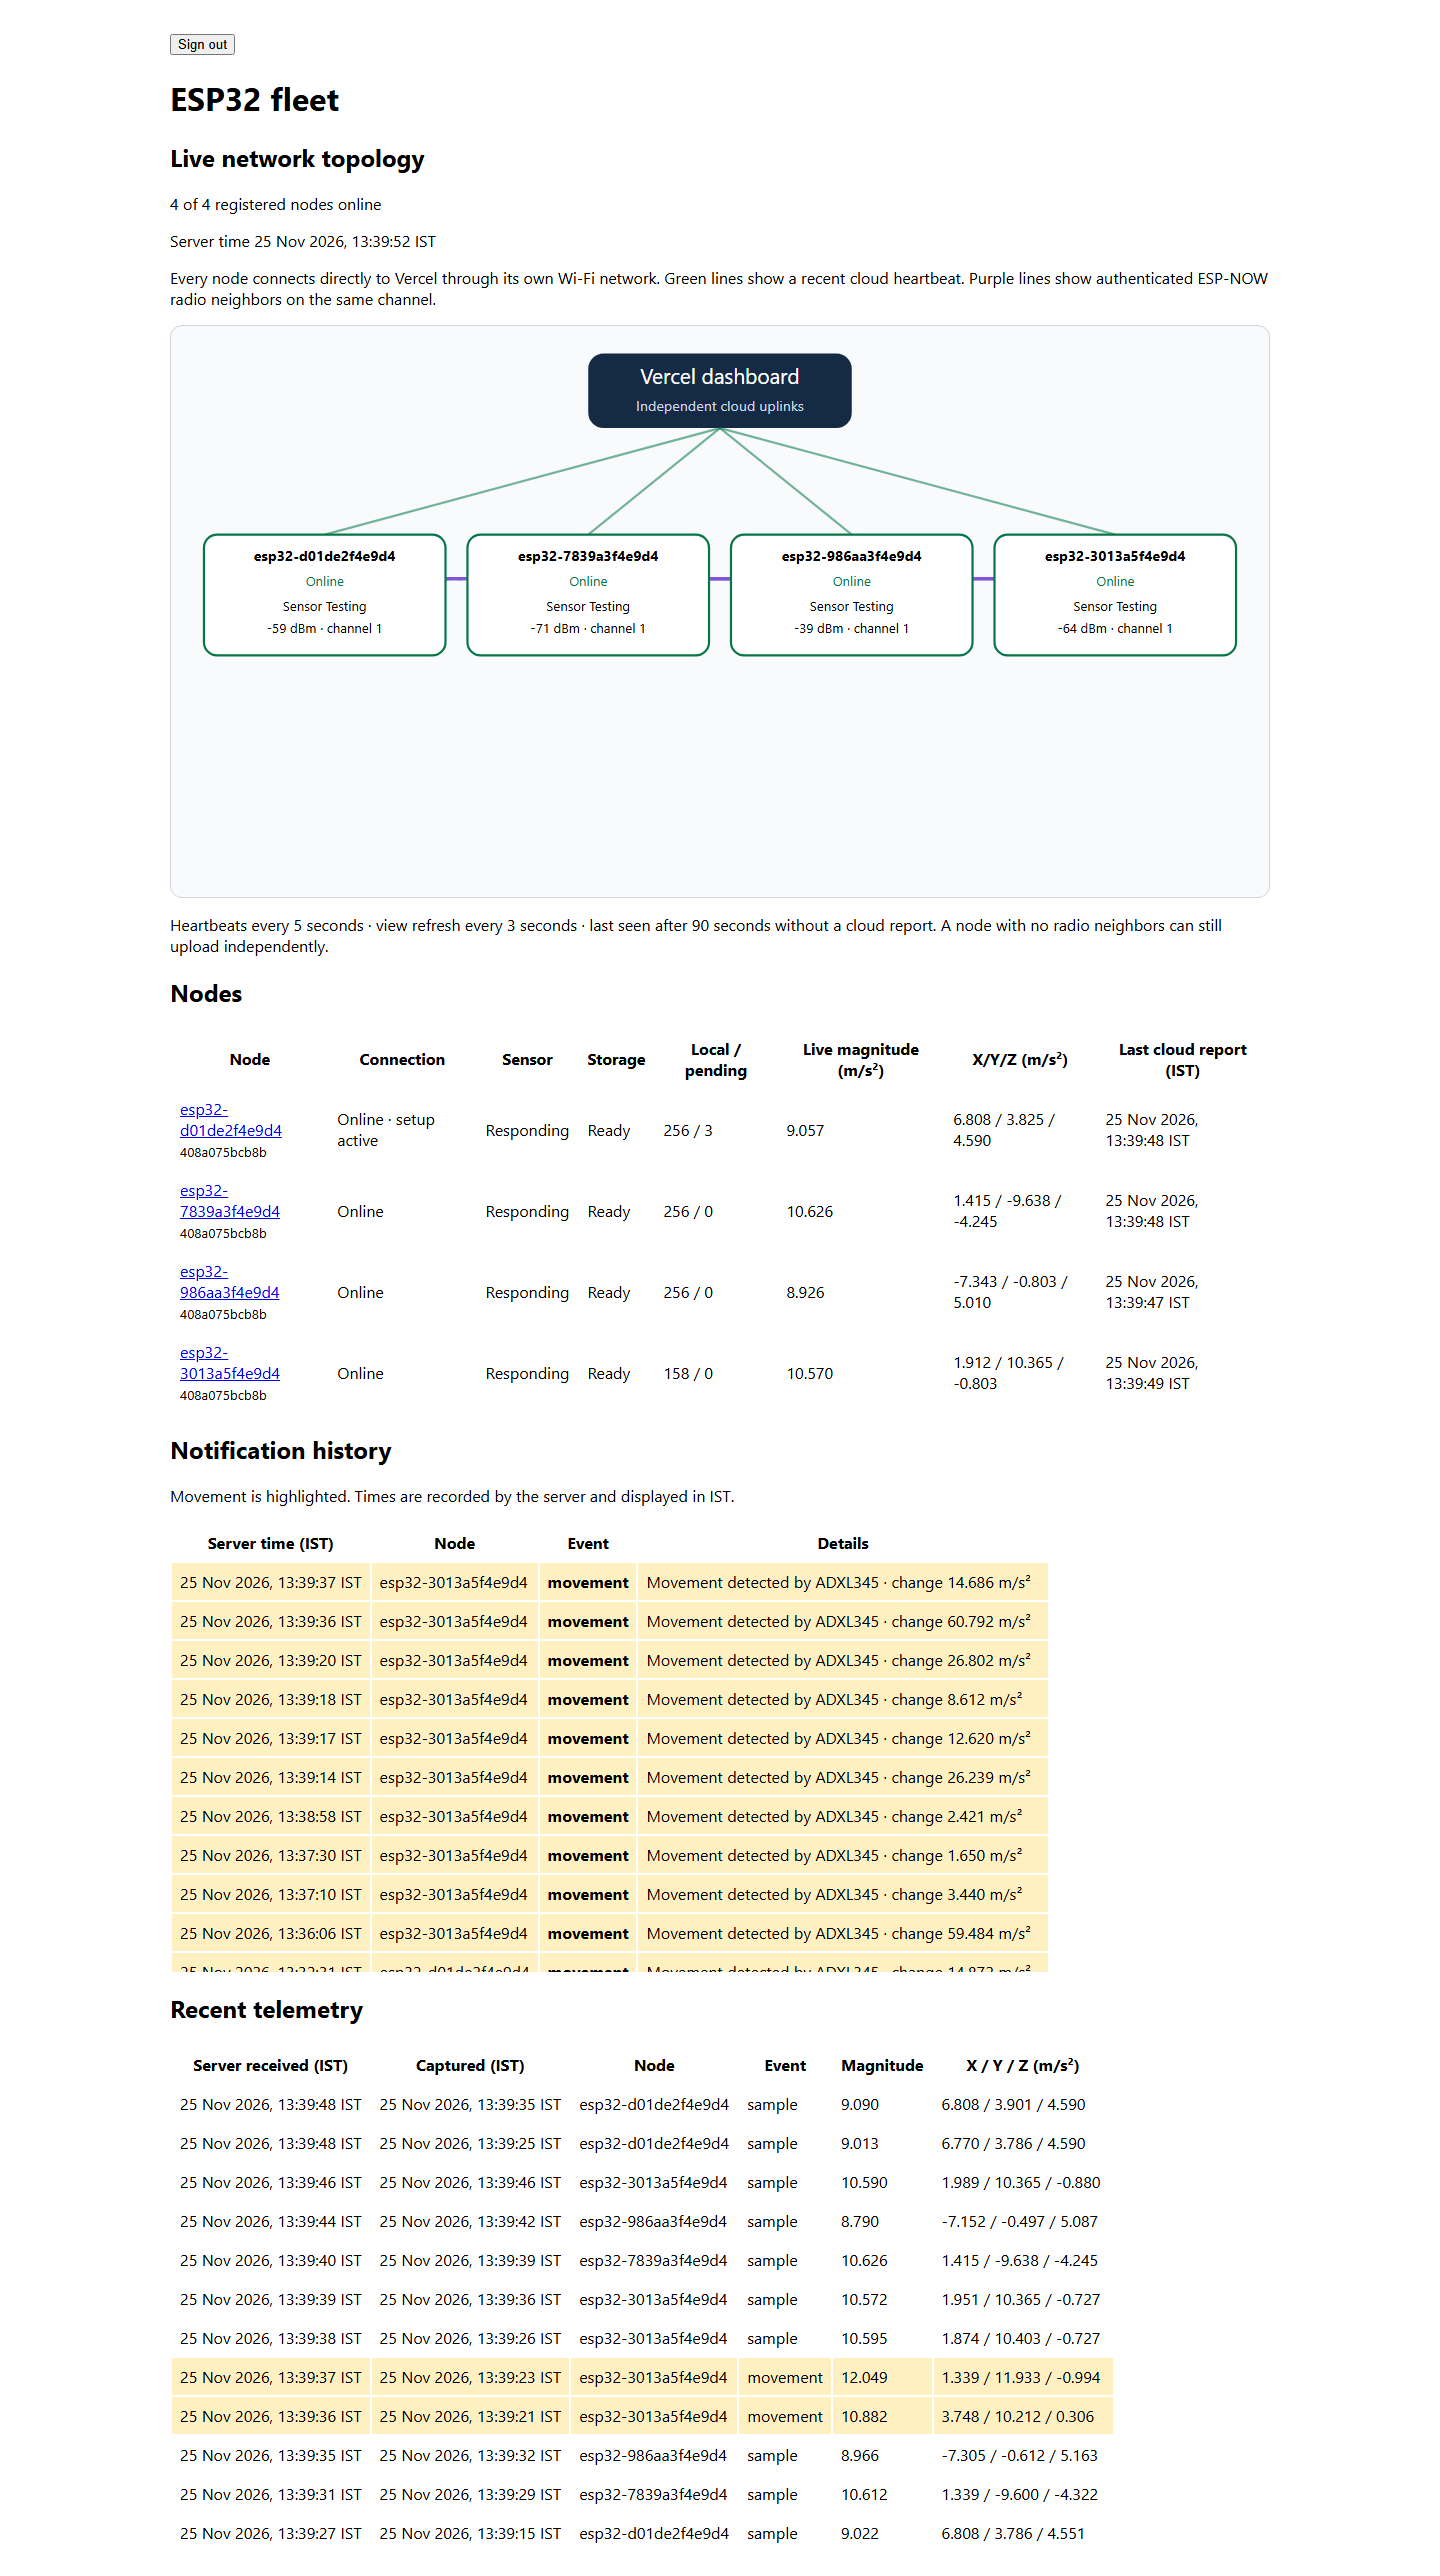 Sign out
ESP32 fleet
Live network topology
4 of 4 registered nodes online
Server time 25 Nov 2026, 13:39:52 IST
Every node connects directly to Vercel through its own Wi-Fi network. Green lines show a recent cloud heartbeat. Purple lines show authenticated ESP-NOW
radio neighbors on the same channel.
Vercel dashboard
Independent cloud uplinks
esp32-d01de2f4e9d4
Online
Sensor Testing
-59 dBm · channel 1
esp32-7839a3f4e9d4
Online
Sensor Testing
-71 dBm · channel 1
esp32-986aa3f4e9d4
Online
Sensor Testing
-39 dBm · channel 1
esp32-3013a5f4e9d4
Online
Sensor Testing
-64 dBm · channel 1
Heartbeats every 5 seconds · view refresh every 3 seconds · last seen after 90 seconds without a cloud report. A node with no radio neighbors can still
upload independently.
Nodes
Node Connection Sensor Storage Local / pending Live magnitude (m/s²) X/Y/Z (m/s²) Last cloud report (IST)
esp32-d01de2f4e9d4 408a075bcb8b Online · setup active Responding Ready 256 / 3 9.057 6.808 / 3.825 / 4.590 25 Nov 2026, 13:39:48 IST
esp32-7839a3f4e9d4 408a075bcb8b Online Responding Ready 256 / 0 10.626 1.415 / -9.638 / -4.245 25 Nov 2026, 13:39:48 IST
esp32-986aa3f4e9d4 408a075bcb8b Online Responding Ready 256 / 0 8.926 -7.343 / -0.803 / 5.010 25 Nov 2026, 13:39:47 IST
esp32-3013a5f4e9d4 408a075bcb8b Online Responding Ready 158 / 0 10.570 1.912 / 10.365 / -0.803 25 Nov 2026, 13:39:49 IST
Notification history
Movement is highlighted. Times are recorded by the server and displayed in IST.
Server time (IST) Node Event Details
25 Nov 2026, 13:39:37 IST esp32-3013a5f4e9d4 movement Movement detected by ADXL345 · change 14.686 m/s²
25 Nov 2026, 13:39:36 IST esp32-3013a5f4e9d4 movement Movement detected by ADXL345 · change 60.792 m/s²
25 Nov 2026, 13:39:20 IST esp32-3013a5f4e9d4 movement Movement detected by ADXL345 · change 26.802 m/s²
25 Nov 2026, 13:39:18 IST esp32-3013a5f4e9d4 movement Movement detected by ADXL345 · change 8.612 m/s²
25 Nov 2026, 13:39:17 IST esp32-3013a5f4e9d4 movement Movement detected by ADXL345 · change 12.620 m/s²
25 Nov 2026, 13:39:14 IST esp32-3013a5f4e9d4 movement Movement detected by ADXL345 · change 26.239 m/s²
25 Nov 2026, 13:38:58 IST esp32-3013a5f4e9d4 movement Movement detected by ADXL345 · change 2.421 m/s²
25 Nov 2026, 13:37:30 IST esp32-3013a5f4e9d4 movement Movement detected by ADXL345 · change 1.650 m/s²
25 Nov 2026, 13:37:10 IST esp32-3013a5f4e9d4 movement Movement detected by ADXL345 · change 3.440 m/s²
25 Nov 2026, 13:36:06 IST esp32-3013a5f4e9d4 movement Movement detected by ADXL345 · change 59.484 m/s²
Recent telemetry
Server received (IST) Captured (IST) Node Event Magnitude X / Y / Z (m/s²)
25 Nov 2026, 13:39:48 IST 25 Nov 2026, 13:39:35 IST esp32-d01de2f4e9d4 sample 9.090 6.808 / 3.901 / 4.590
25 Nov 2026, 13:39:48 IST 25 Nov 2026, 13:39:25 IST esp32-d01de2f4e9d4 sample 9.013 6.770 / 3.786 / 4.590
25 Nov 2026, 13:39:46 IST 25 Nov 2026, 13:39:46 IST esp32-3013a5f4e9d4 sample 10.590 1.989 / 10.365 / -0.880
25 Nov 2026, 13:39:44 IST 25 Nov 2026, 13:39:42 IST esp32-986aa3f4e9d4 sample 8.790 -7.152 / -0.497 / 5.087
25 Nov 2026, 13:39:40 IST 25 Nov 2026, 13:39:39 IST esp32-7839a3f4e9d4 sample 10.626 1.415 / -9.638 / -4.245
25 Nov 2026, 13:39:39 IST 25 Nov 2026, 13:39:36 IST esp32-3013a5f4e9d4 sample 10.572 1.951 / 10.365 / -0.727
25 Nov 2026, 13:39:38 IST 25 Nov 2026, 13:39:26 IST esp32-3013a5f4e9d4 sample 10.595 1.874 / 10.403 / -0.727
25 Nov 2026, 13:39:37 IST 25 Nov 2026, 13:39:23 IST esp32-3013a5f4e9d4 movement 12.049 1.339 / 11.933 / -0.994
25 Nov 2026, 13:39:36 IST 25 Nov 2026, 13:39:21 IST esp32-3013a5f4e9d4 movement 10.882 3.748 / 10.212 / 0.306
25 Nov 2026, 13:39:35 IST 25 Nov 2026, 13:39:32 IST esp32-986aa3f4e9d4 sample 8.966 -7.305 / -0.612 / 5.163
25 Nov 2026, 13:39:31 IST 25 Nov 2026, 13:39:29 IST esp32-7839a3f4e9d4 sample 10.612 1.339 / -9.600 / -4.322
25 Nov 2026, 13:39:27 IST 25 Nov 2026, 13:39:15 IST esp32-d01de2f4e9d4 sample 9.022 6.808 / 3.786 / 4.551